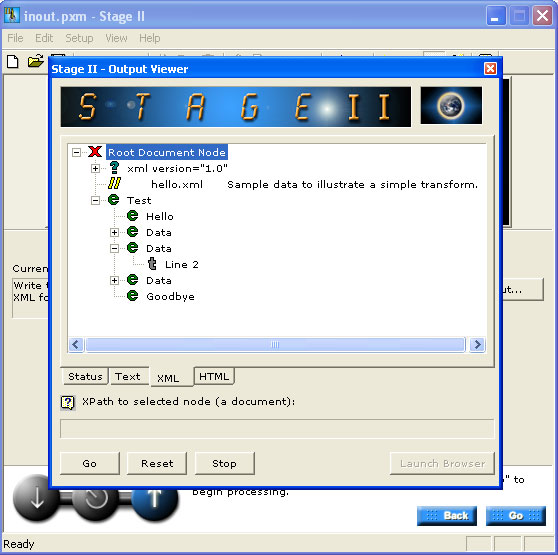 inout.pxm - Stage II
File Edit Setup View Help
Stage II - Output Viewer
STAGE II
Root Document Node
xml version="1.0"
hello.xml Sample data to illustrate a simple transform.
Test
Hello
Data
Data
Line 2
Data
Goodbye
Curren
Write t
XML fo
ut...
Status Text XML HTML
XPath to selected node (a document):
Go Reset Stop Launch Browser
" to
begin processing.
Back Go
Ready